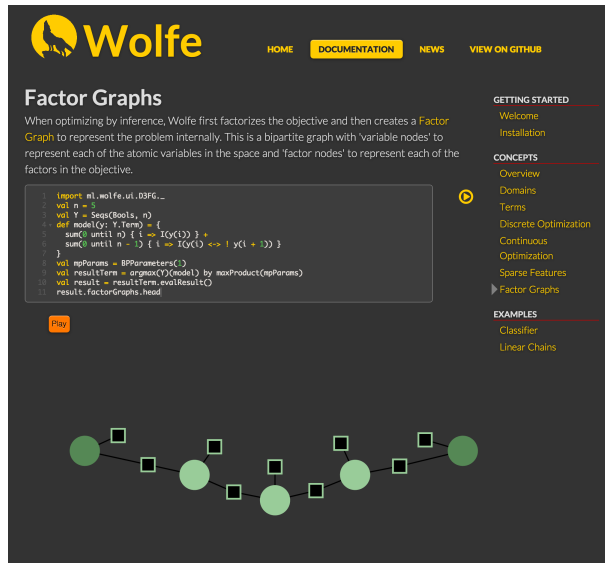 Wolfe
HOME DOCUMENTATION NEWS VIEW ON GITHUB
Factor Graphs
When optimizing by inference, Wolfe first factorizes the objective and then creates a Factor
Graph to represent the problem internally. This is a bipartite graph with 'variable nodes' to
represent each of the atomic variables in the space and 'factor nodes' to represent each of the
factors in the objective.
1 import ml.wolfe.ui.D3FG._
2 val n = 5
3 val Y = Seqs(Bools, n)
4 def model(y: Y.Term) = {
5 sum(0 until n) { i => I(y(i)) } +
6 sum(0 until n - 1) { i => I(y(i) <-> ! y(i + 1)) }
7 }
8 val mpParams = BPParameters(1)
9 val resultTerm = argmax(Y)(model) by maxProduct(mpParams)
10 val result = resultTerm.evalResult()
11 result.factorGraphs.head
Play
GETTING STARTED
Welcome
Installation
CONCEPTS
Overview
Domains
Terms
Discrete Optimization
Continuous
Optimization
Sparse Features
Factor Graphs
EXAMPLES
Classifier
Linear Chains